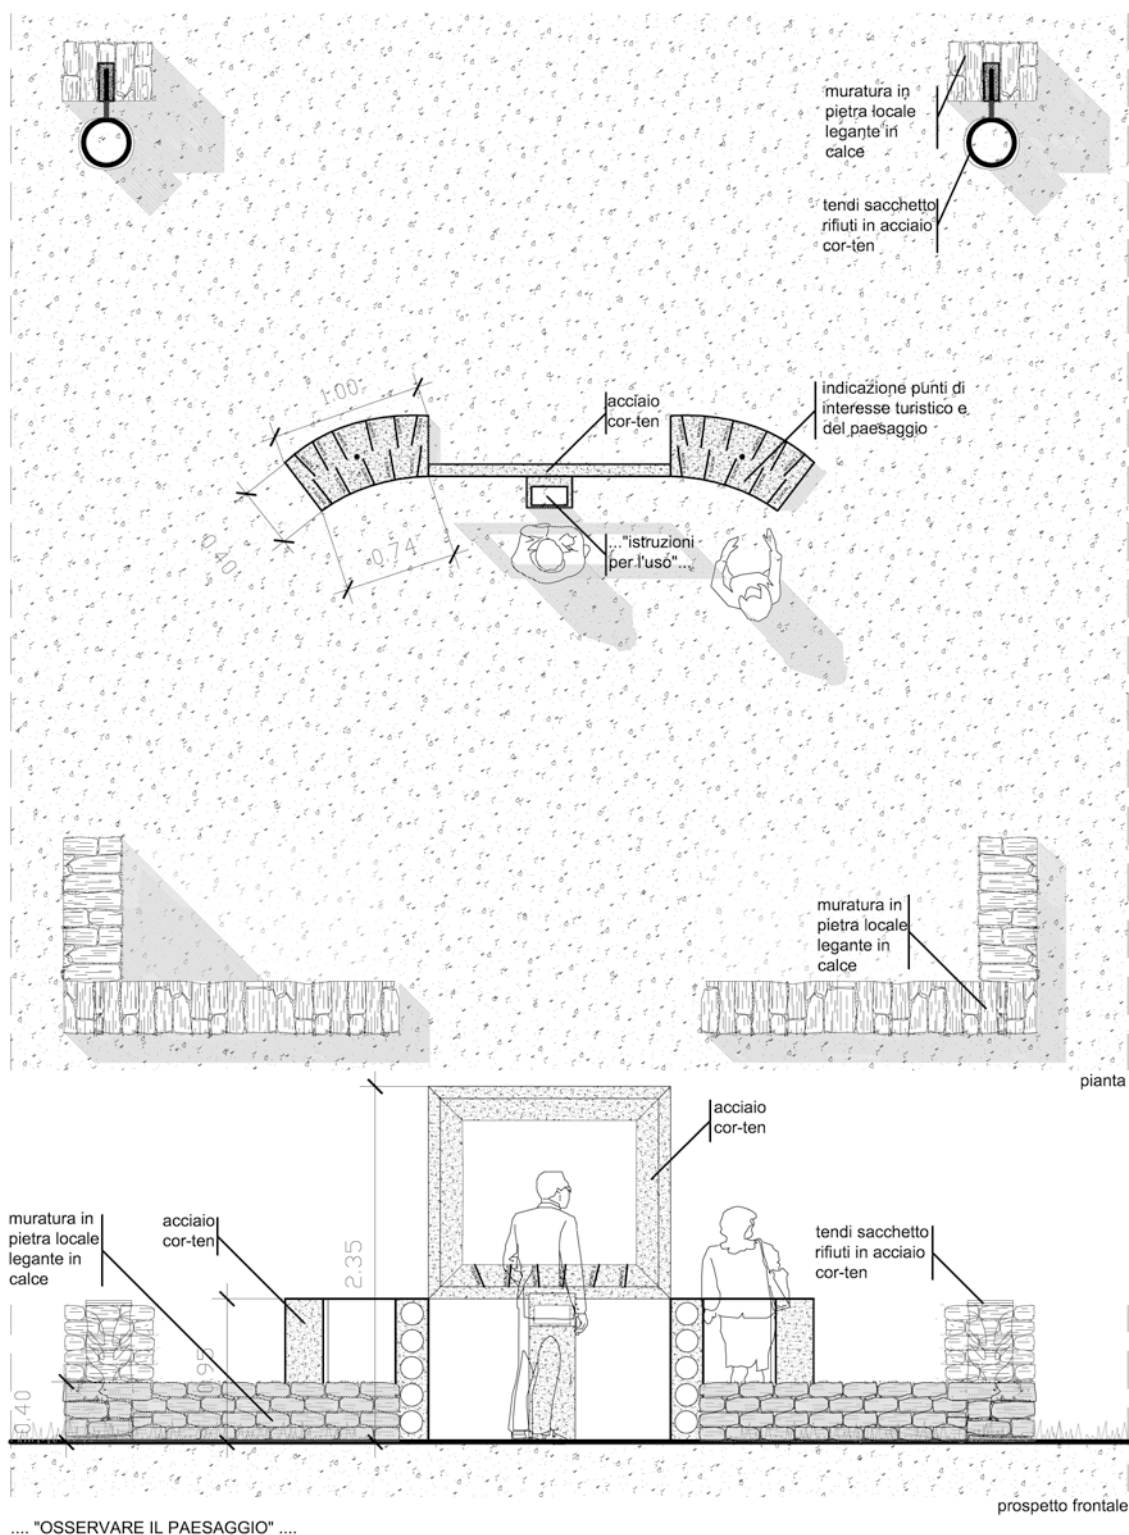 muratura in
pietra locale
legante in
calce
tendi sacchetto
rifiuti in acciaio
cor-ten
1.00
acciaio
cor-ten
indicazione punti di
interesse turistico e
del paesaggio
0.40
0.74
..."istruzioni
per l'uso"...
muratura in
pietra locale
legante in
calce
pianta
acciaio
cor-ten
muratura in
pietra locale
legante in
calce
acciaio
cor-ten
2.35
tendi sacchetto
rifiuti in acciaio
cor-ten
0.95
0.40
prospetto frontale
.... "OSSERVARE IL PAESAGGIO" ....